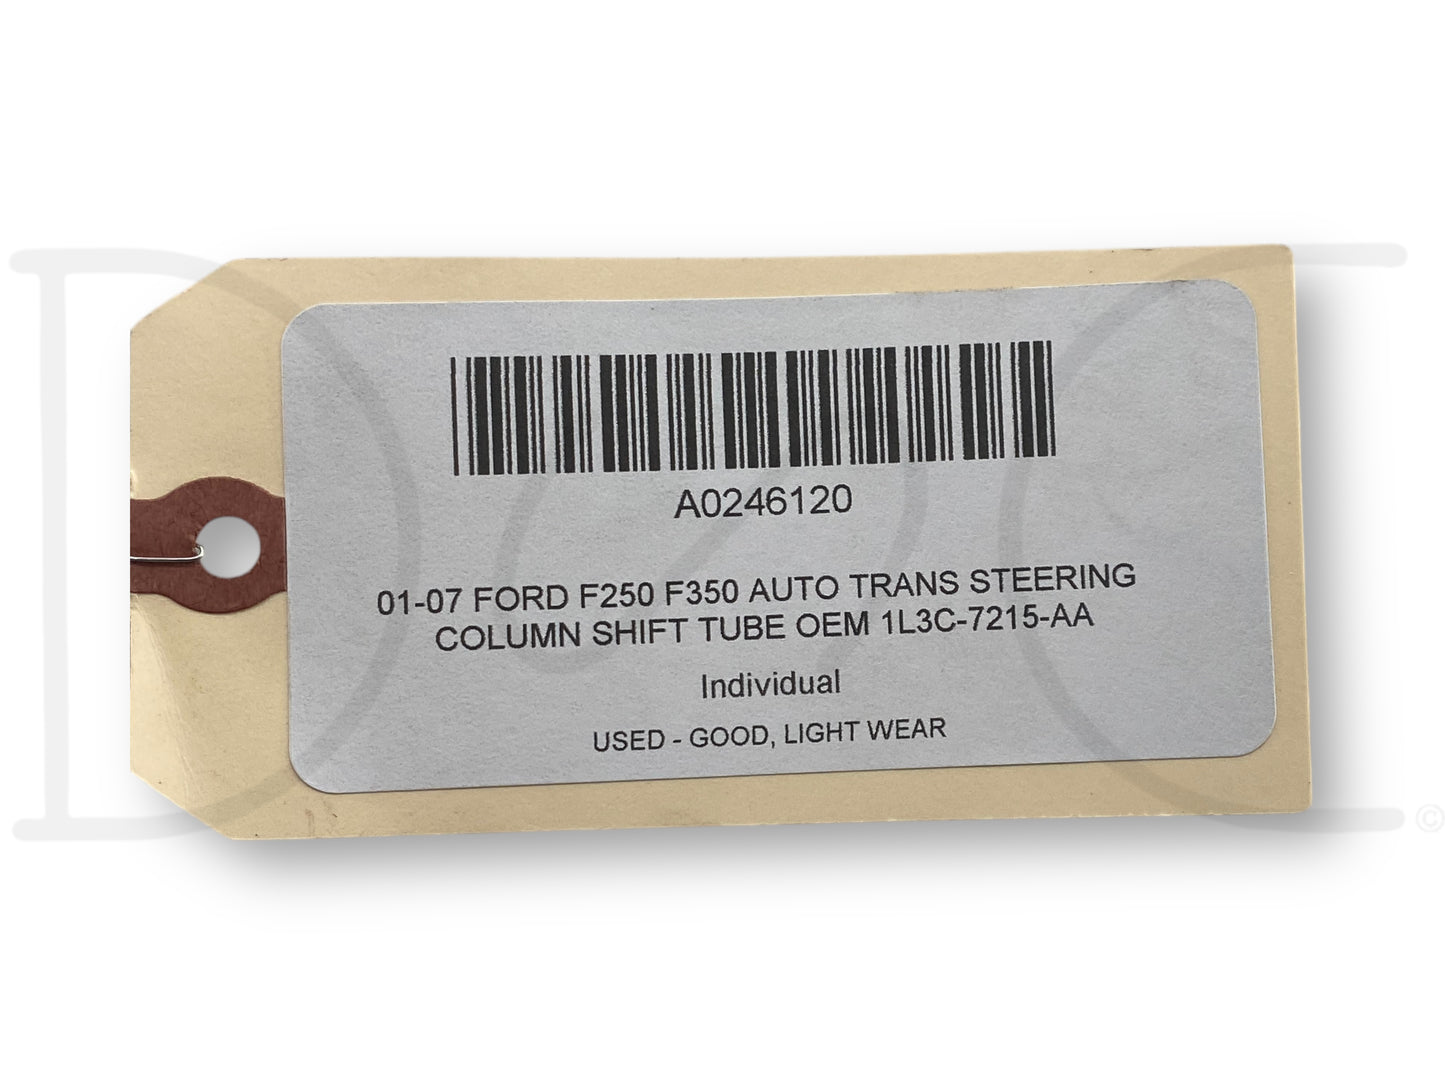 A0246120
01-07 FORD F250 F350 AUTO TRANS STEERING
COLUMN SHIFT TUBE OEM 1L3C-7215-AA
Individual
USED - GOOD, LIGHT WEAR